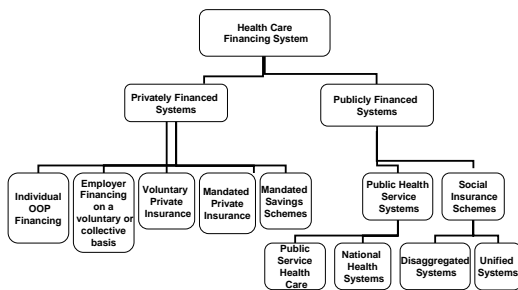 Health Care
Financing System
Privately Financed
Systems
Publicly Financed
Systems
Individual
OOP
Financing
Employer
Financing
on a
voluntary or
collective
basis
Voluntary
Private
Insurance
Mandated
Private
Insurance
Mandated
Savings
Schemes
Public Health
Service
Systems
Social
Insurance
Schemes
Public
Service
Health
Care
National
Health
Systems
Disaggregated
Systems
Unified
Systems